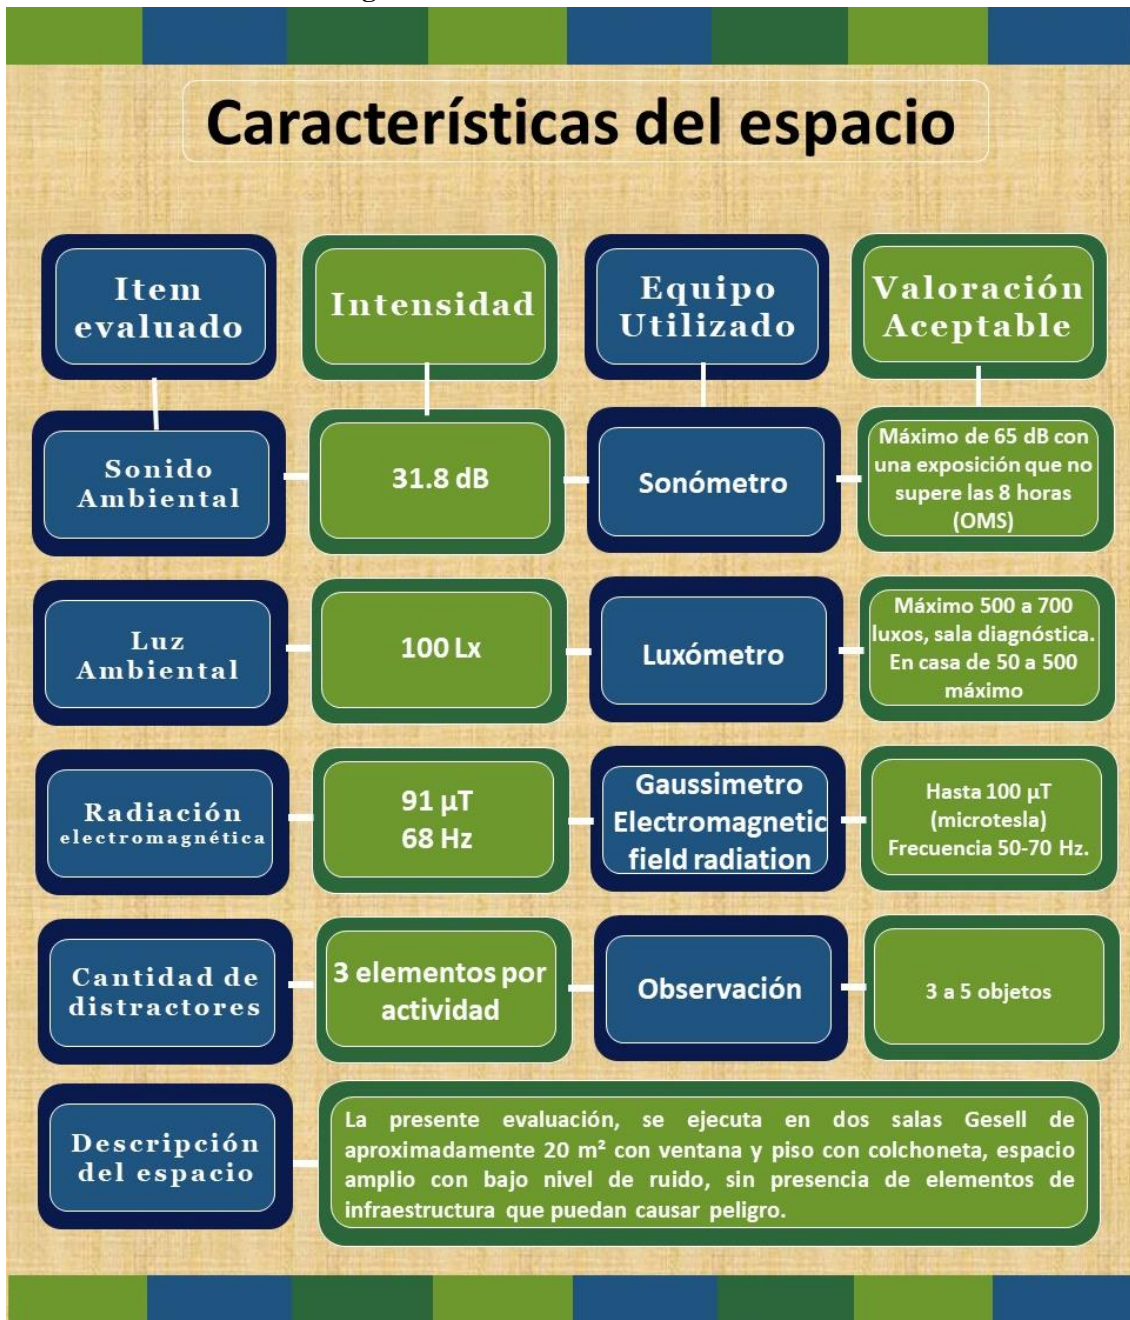 Características del espacio
Item
evaluado
Intensidad
Equipo
Utilizado
Valoración
Aceptable
Sonido
Ambiental
31.8 dB
Sonómetro
Máximo de 65 dB con
una exposición que no
supere las 8 horas
(OMS)
Luz
Ambiental
100 Lx
Luxómetro
Máximo 500 a 700
luxos, sala diagnóstica.
En casa de 50 a 500
máximo
Radiación
electromagnética
91 µT
68 Hz
Gaussimetro
Electromagnetic
field radiation
Hasta 100 µT
(microtesla)
Frecuencia 50-70 Hz.
Cantidad de
distractores
3 elementos por
actividad
Observación
3 a 5 objetos
Descripción
del espacio
La presente evaluación, se ejecuta en dos salas Gesell de
aproximadamente 20 m² con ventana y piso con colchoneta, espacio
amplio con bajo nivel de ruido, sin presencia de elementos de
infraestructura que puedan causar peligro.